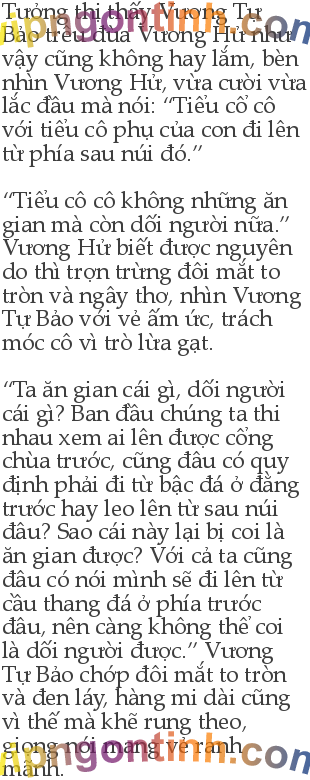 Tưởng thị thấy Vương Tự
Bảo trêu đùa Vương Hử như
vậy cũng không hay lắm, bèn
nhìn Vương Hử, vừa cười vừa
lắc đầu mà nói: “Tiểu cổ cô
với tiểu cô phụ của con đi lên
từ phía sau núi đó.”
“Tiểu cô cô không những ăn
gian mà còn dối người nữa.”
Vương Hử biết được nguyên
do thì trợn trừng đôi mắt to
tròn và ngây thơ, nhìn Vương
Tự Bảo với vẻ ấm ức, trách
móc cô vì trò lừa gạt.
“Ta ăn gian cái gì, dối người
cái gì? Ban đầu chúng ta thi
nhau xem ai lên được cổng
chùa trước, cũng đâu có quy
định phải đi từ bậc đá ở đằng
trước hay leo lên từ sau núi
đâu? Sao cái này lại bị coi là
ăn gian được? Với cả ta cũng
đâu có nói mình sẽ đi lên từ
cầu thang đá ở phía trước
đâu, nên càng không thể coi
là dối người được.” Vương
Tự Bảo chớp đôi mắt to tròn
và đen láy, hàng mi dài cũng
vì thế mà khẽ rung theo,
giọng nói mang vẻ ranh
mãnh.